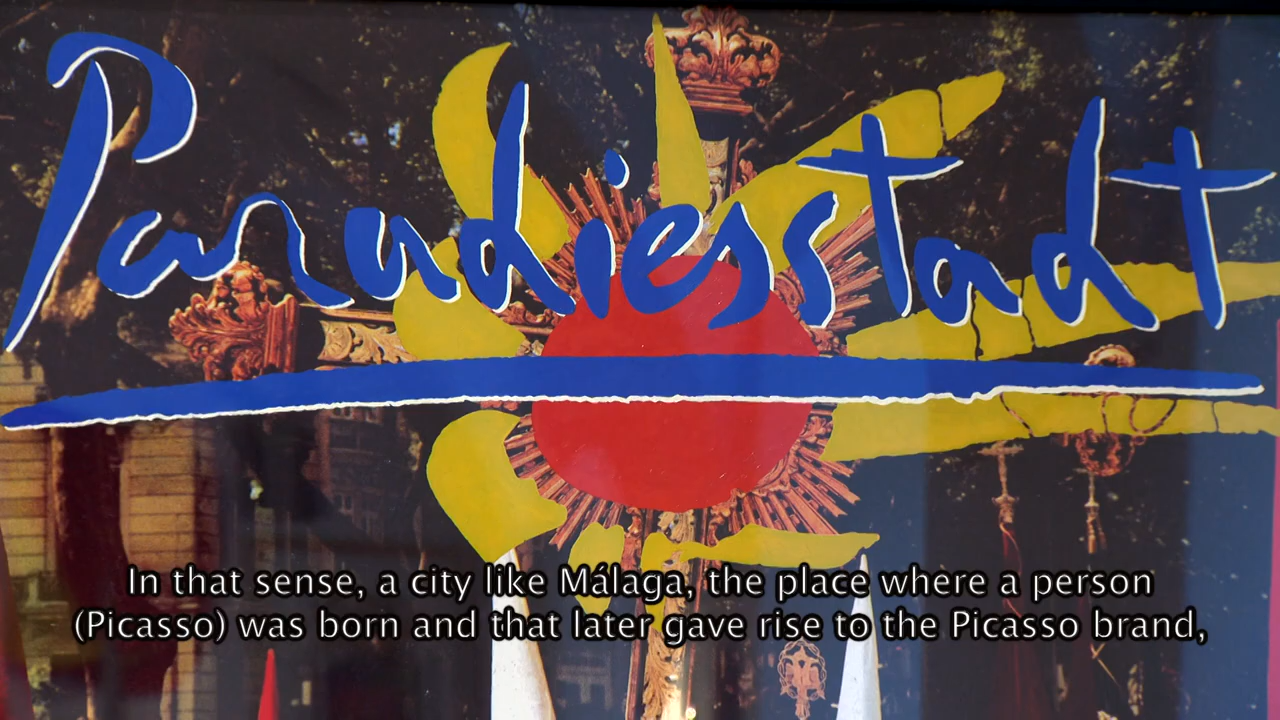 Paradiesstadt
In that sense, a city like Málaga, the place where a person
(Picasso) was born and that later gave rise to the Picasso brand,